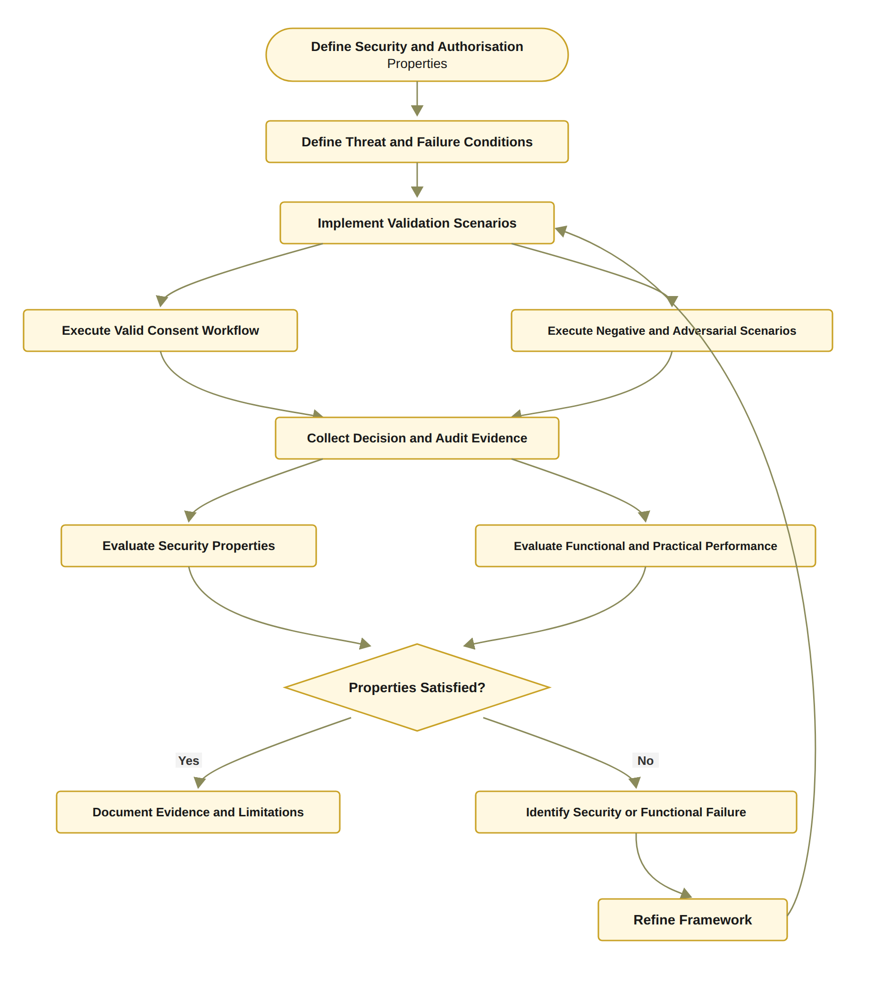 Define Security and Authorisation
Properties
Define Threat and Failure Conditions
Implement Validation Scenarios
Execute Valid Consent Workflow
Execute Negative and Adversarial Scenarios
Collect Decision and Audit Evidence
Evaluate Security Properties
Evaluate Functional and Practical Performance
Properties Satisfied?
Yes
No
Document Evidence and Limitations
Identify Security or Functional Failure
Refine Framework